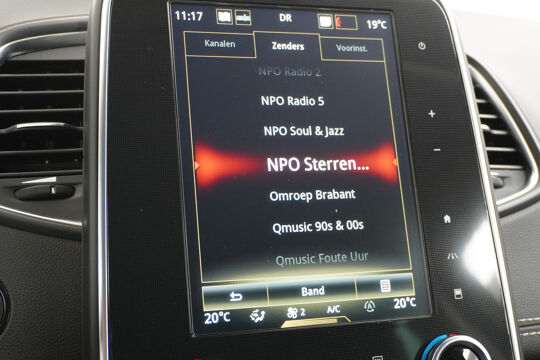 11:17 DR 19°C
Kanalen Zenders Voorinst.
NPO Radio 2
NPO Radio 5
NPO Soul & Jazz
NPO Sterren...
Omroep Brabant
Qmusic 90s & 00s
Qmusic Foute Uur
Band
20°C 2 A/C 20°C